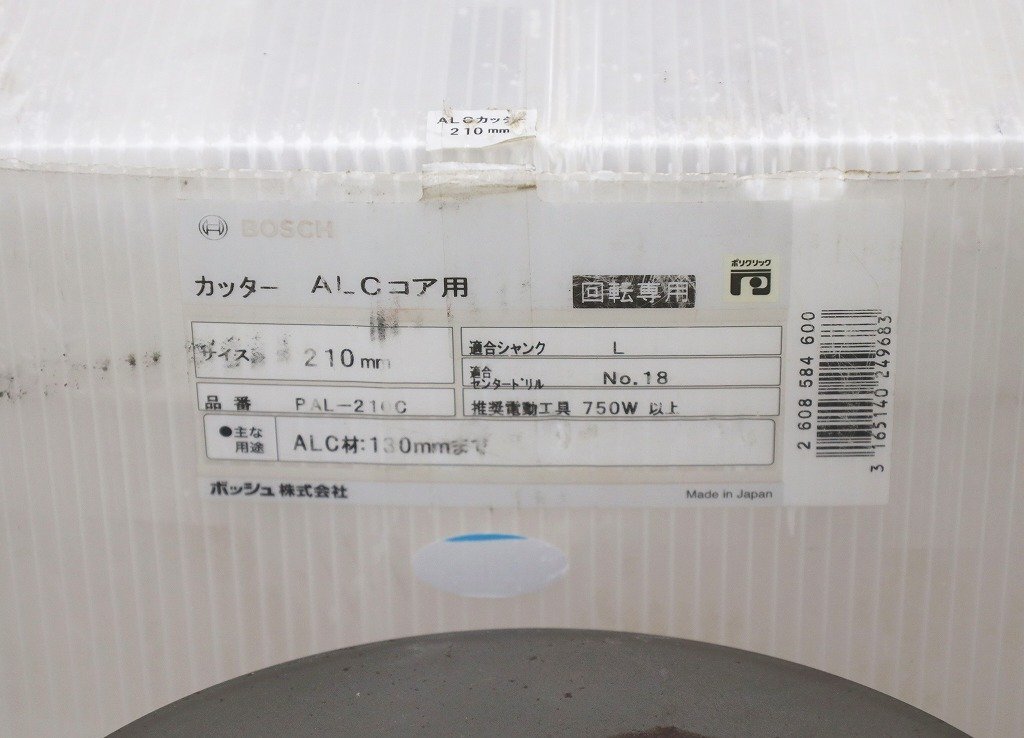 ALCカッター
210mm
BOSCH
カッター ALCコア用
回転専用
ポリクリック
サイズ 210mm
品番 PAL-210C
●主な用途 ALC材:130mmまで
適合シャンク L
適合センタードリル No.18
推奨電動工具 750W 以上
ボッシュ株式会社
Made in Japan
2 608 584 600
3 165140 249683